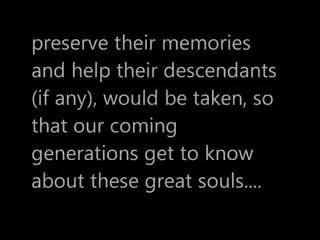 preserve their memories
and help their descendants
(if any), would be taken, so
that our coming
generations get to know
about these great souls....